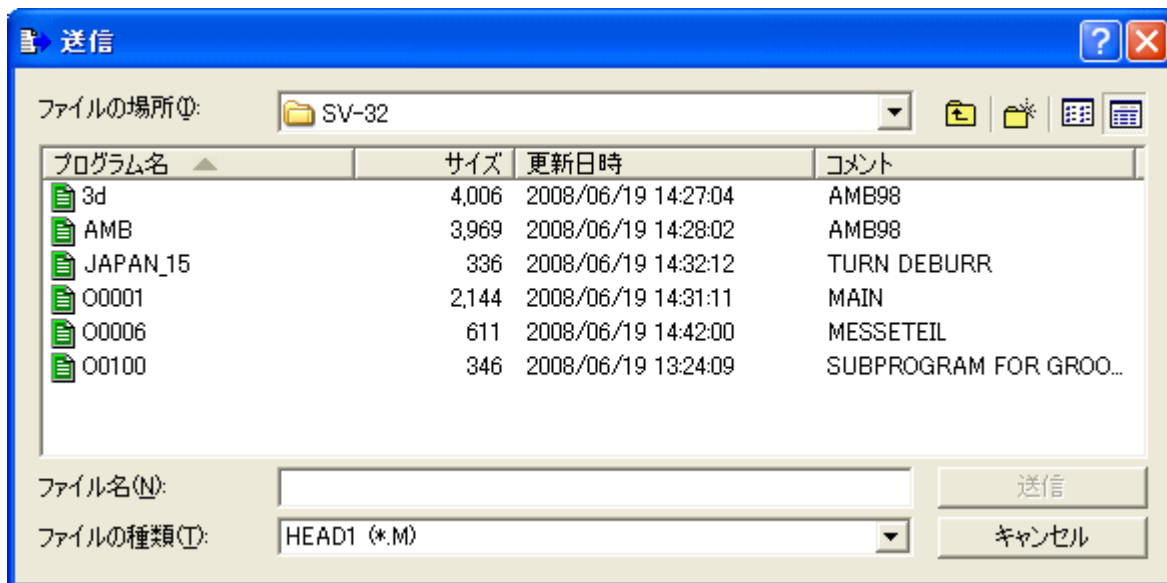 送信
ファイルの場所(I): SV-32
プログラム名 サイズ 更新日時 コメント
3d 4,006 2008/06/19 14:27:04 AMB98
AMB 3,969 2008/06/19 14:28:02 AMB98
JAPAN_15 336 2008/06/19 14:32:12 TURN DEBURR
O0001 2,144 2008/06/19 14:31:11 MAIN
O0006 611 2008/06/19 14:42:00 MESSETEIL
O0100 346 2008/06/19 13:24:09 SUBPROGRAM FOR GROO...
ファイル名(N): 送信
ファイルの種類(T): HEAD1 (*.M) キャンセル